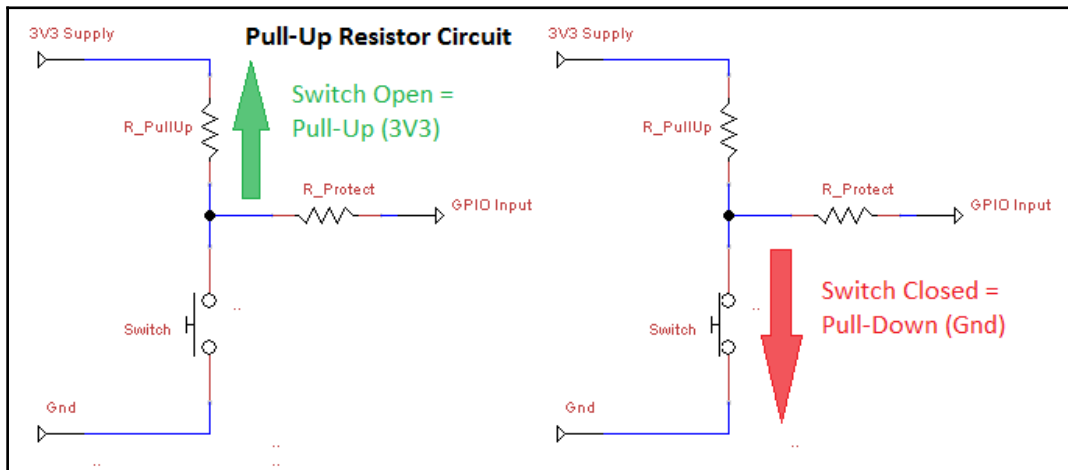 3V3 Supply
Pull-Up Resistor Circuit
Switch Open =
Pull-Up (3V3)
R_PullUp
R_Protect
GPIO Input
..
Switch
Gnd
..
..
..
3V3 Supply
R_PullUp
R_Protect
GPIO Input
..
Switch Closed =
Pull-Down (Gnd)
Switch
Gnd
..